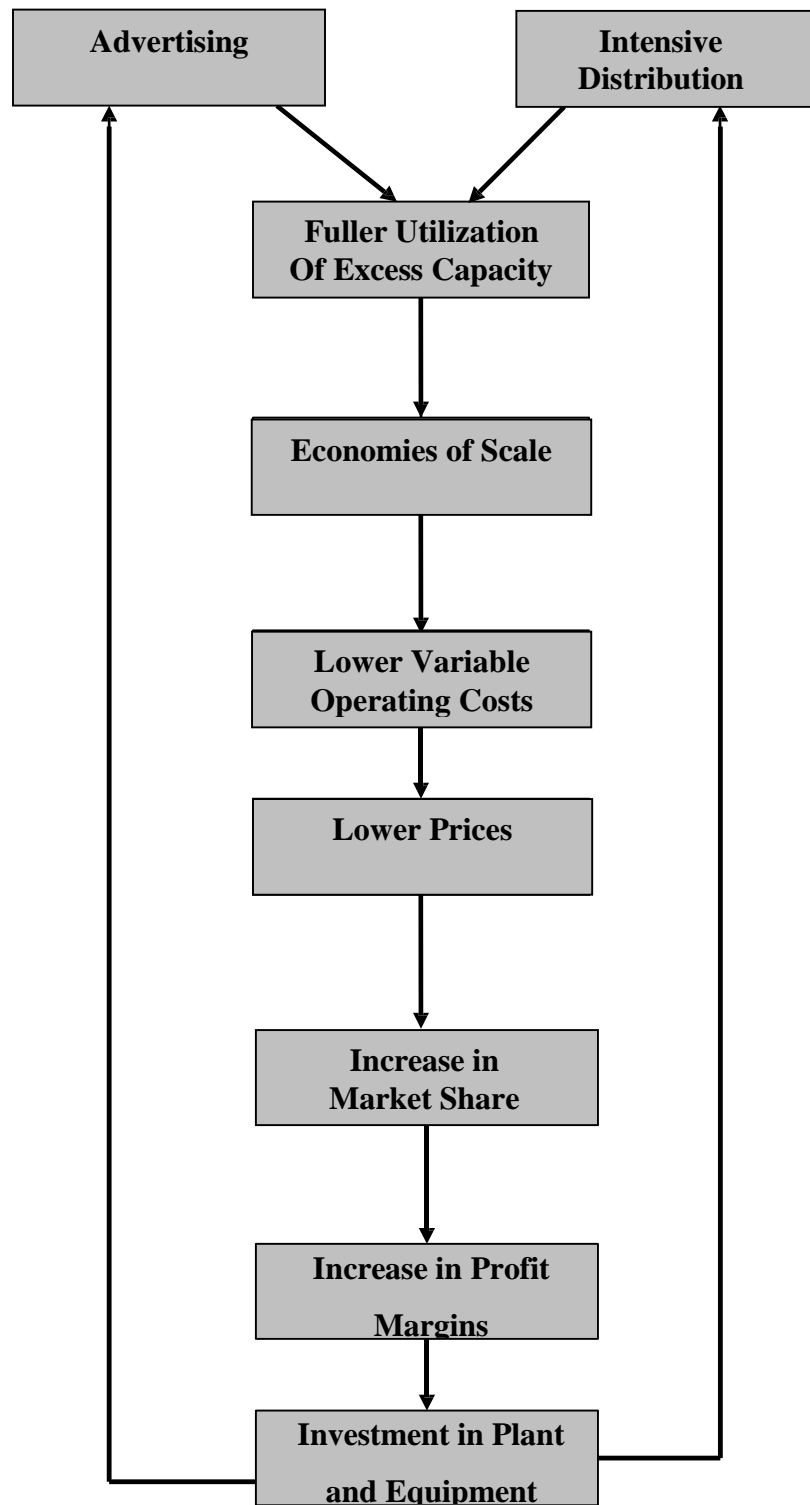 Advertising
Intensive
Distribution
Fuller Utilization
Of Excess Capacity
Economies of Scale
Lower Variable
Operating Costs
Lower Prices
Increase in
Market Share
Increase in Profit
Margins
Investment in Plant
and Equipment